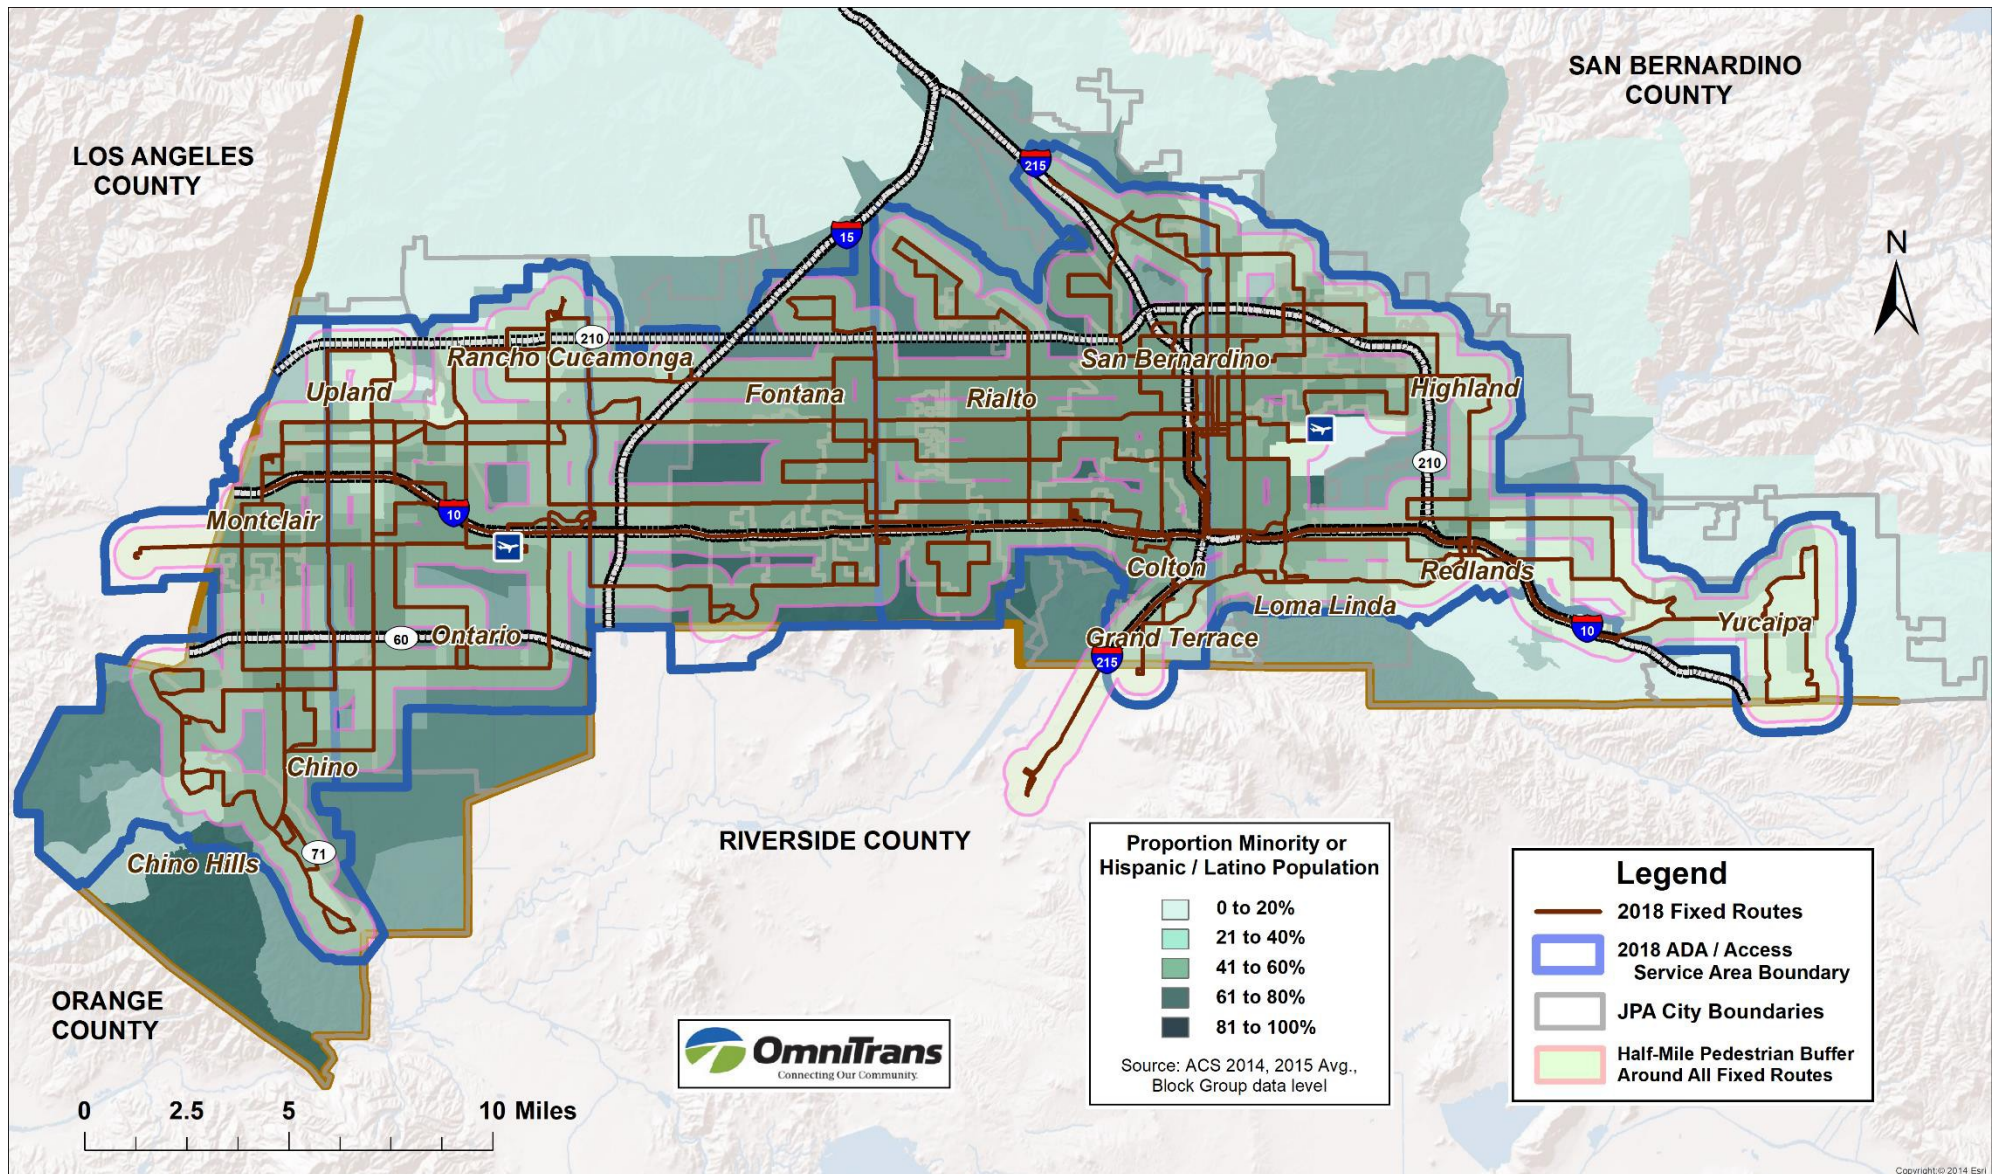 SAN BERNARDINO
COUNTY
LOS ANGELES
COUNTY
N
215
15
210
Rancho Cucamonga
San Bernardino
Upland
Fontana
Rialto
Highland
210
Montclair
10
Colton
Redlands
Loma Linda
Grand Terrace
Yucaipa
10
60
Ontario
215
Chino
71
Chino Hills
RIVERSIDE COUNTY
ORANGE
COUNTY
Proportion Minority or
Hispanic / Latino Population
0 to 20%
21 to 40%
41 to 60%
61 to 80%
81 to 100%
Source: ACS 2014, 2015 Avg.,
Block Group data level
Legend
2018 Fixed Routes
2018 ADA / Access
Service Area Boundary
JPA City Boundaries
Half-Mile Pedestrian Buffer
Around All Fixed Routes
OmniTrans
Connecting Our Community.
0 2.5 5 10 Miles
Copyright:© 2014 Esri